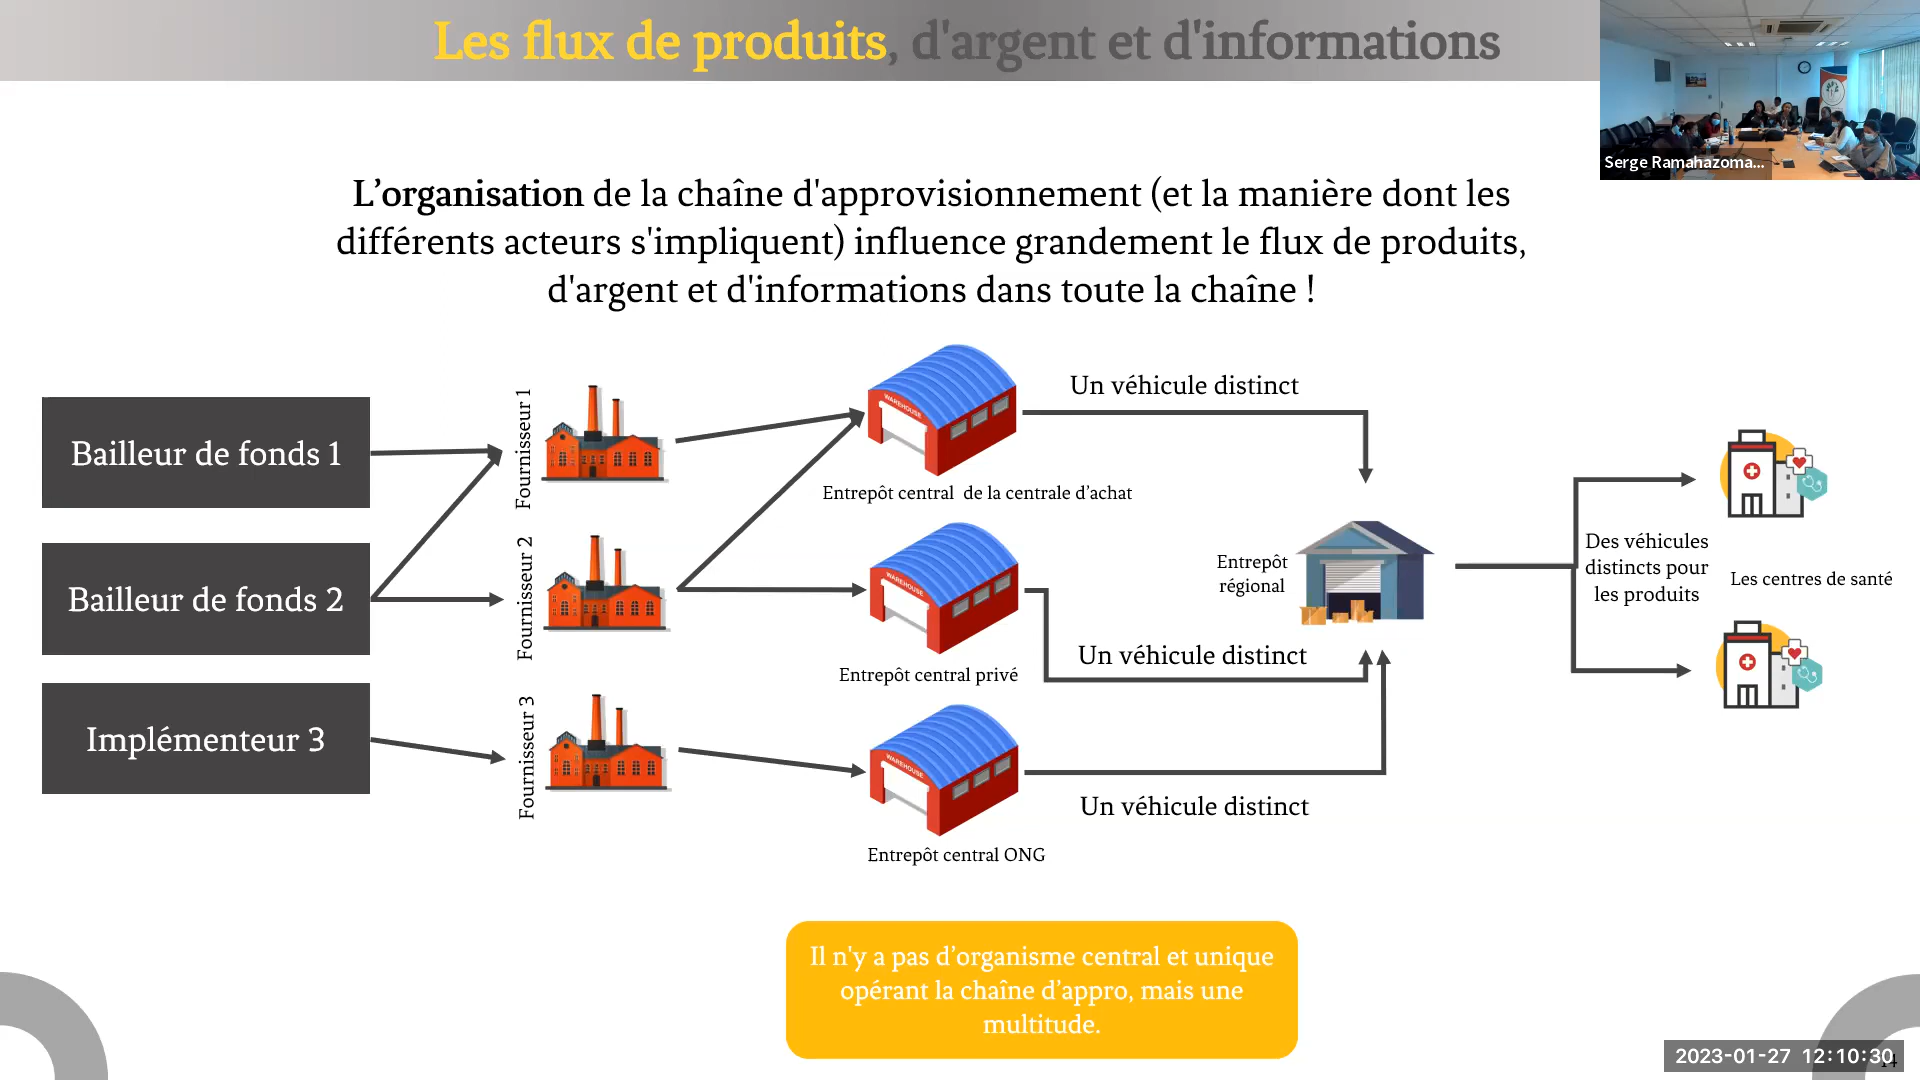 Les flux de produits, d'argent et d'informations
Serge Ramahazoma...
L’organisation de la chaîne d'approvisionnement (et la manière dont les
différents acteurs s'impliquent) influence grandement le flux de produits,
d'argent et d'informations dans toute la chaîne !
Bailleur de fonds 1
Bailleur de fonds 2
Implémenteur 3
Fournisseur 1
Fournisseur 2
Fournisseur 3
WAREHOUSE
Entrepôt central de la centrale d’achat
WAREHOUSE
Entrepôt central privé
WAREHOUSE
Entrepôt central ONG
Un véhicule distinct
Un véhicule distinct
Un véhicule distinct
Entrepôt
régional
Des véhicules
distincts pour
les produits
Les centres de santé
Il n'y a pas d’organisme central et unique
opérant la chaîne d’appro, mais une
multitude.
2023-01-27 12:10:30
14